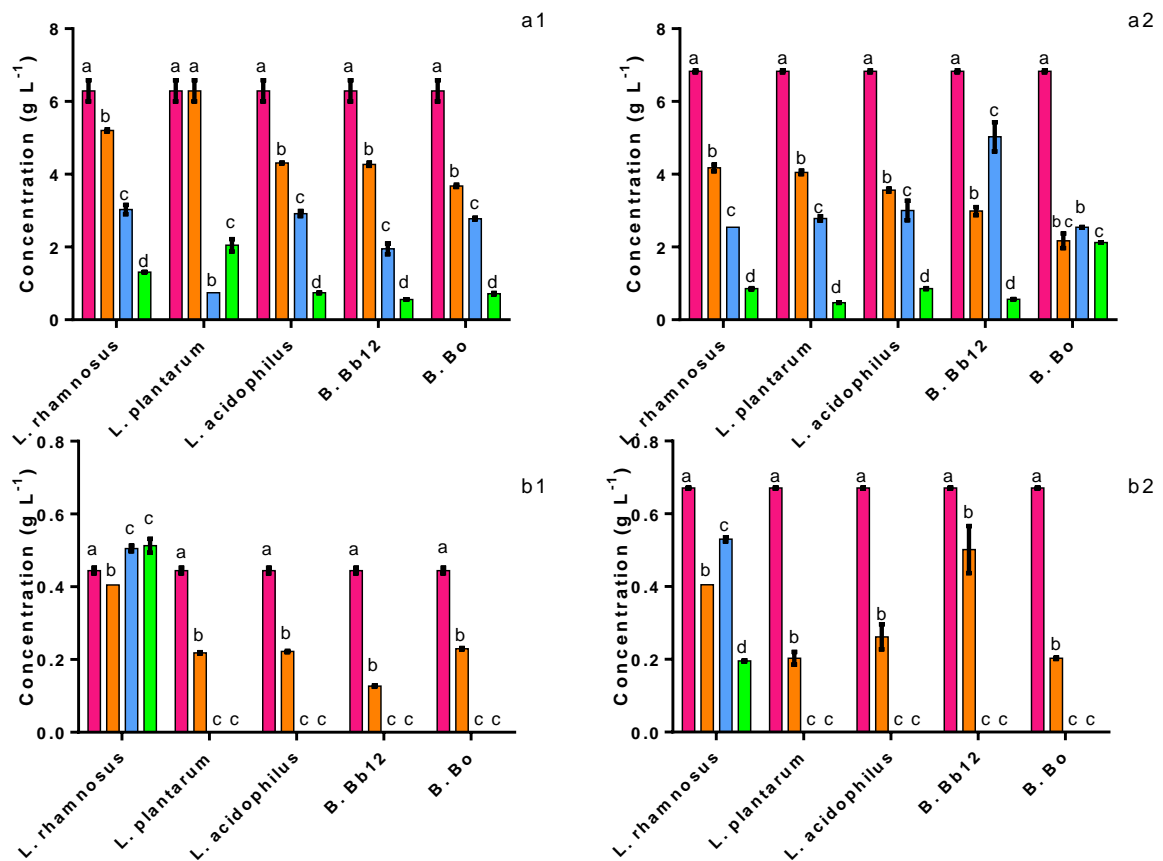 a1
Concentration (g L-1)
8
6
4
2
0
a b c d
a a b c
a b c d
a b c d
a b c d
L. rhamnosus
L. plantarum
L. acidophilus
B. Bb12
B. Bo
a2
Concentration (g L-1)
8
6
4
2
0
a b c d
a b c d
a b c d
a b c d
a b c b c
L. rhamnosus
L. plantarum
L. acidophilus
B. Bb12
B. Bo
b1
Concentration (g L-1)
0.8
0.6
0.4
0.2
0.0
a b c c
a b c c
a b c c
a b c c
a b c c
L. rhamnosus
L. plantarum
L. acidophilus
B. Bb12
B. Bo
b2
Concentration (g L-1)
0.8
0.6
0.4
0.2
0.0
a b c d
a b c c
a b c c
a b c c
a b c c
L. rhamnosus
L. plantarum
L. acidophilus
B. Bb12
B. Bo